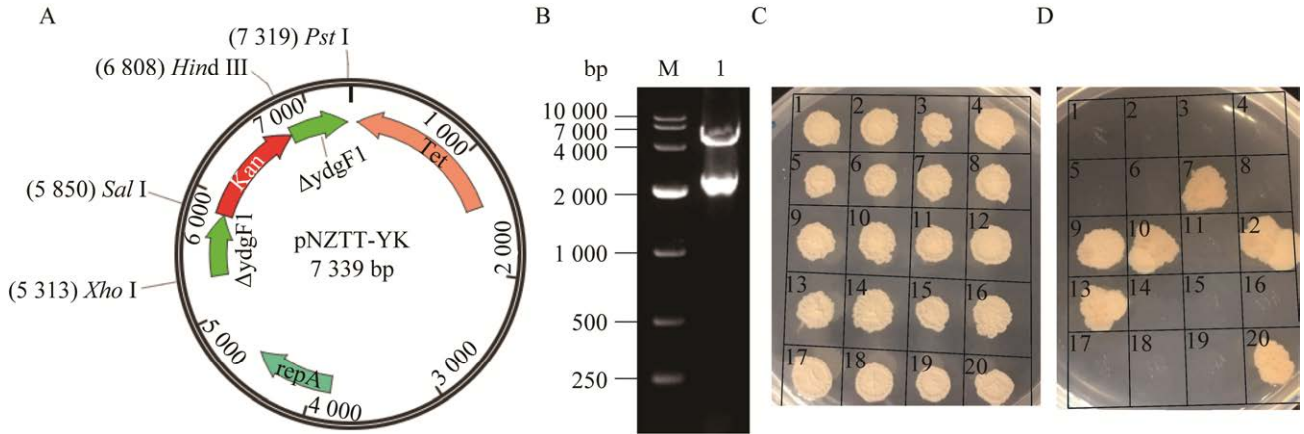 A
B
C
D
(7 319) Pst I
(6 808) Hind III
(5 850) Sal I
(5 313) Xho I
7 000
1 000
6 000
2 000
5 000
3 000
4 000
Kan
ΔydgF1
Tet
ΔydgF1
repA
pNZTT-YK
7 339 bp
bp M 1
10 000
7 000
4 000
2 000
1 000
500
250
1 2 3 4
5 6 7 8
9 10 11 12
13 14 15 16
17 18 19 20
1 2 3 4
5 6 7 8
9 10 11 12
13 14 15 16
17 18 19 20